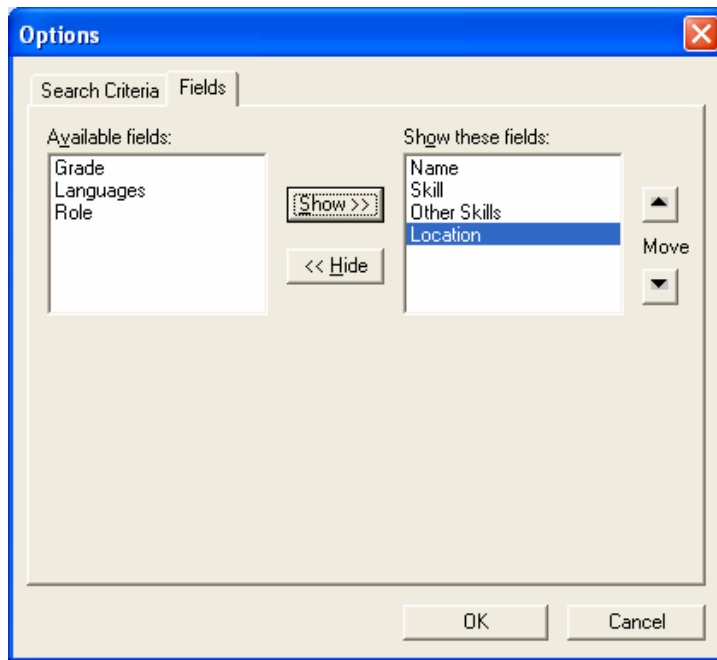 Options
Search Criteria
Fields
Available fields:
Show these fields:
Grade
Languages
Role
Show >>
<< Hide
Name
Skill
Other Skills
Location
Move
OK
Cancel